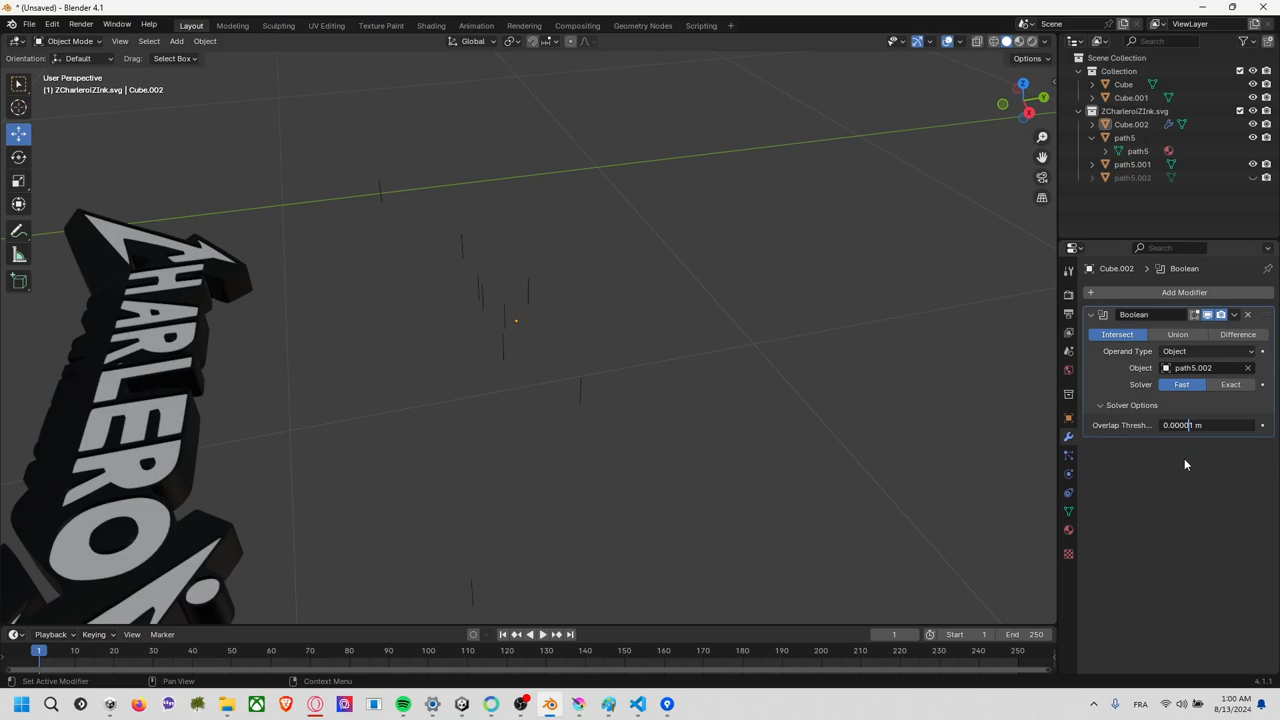 * (Unsaved) - Blender 4.1
File Edit Render Window Help Layout Modeling Sculpting UV Editing Texture Paint Shading Animation Rendering Compositing Geometry Nodes Scripting + Scene ViewLayer
Object Mode View Select Add Object Global Search
Orientation: Default Drag: Select Box Options
User Perspective
(1) ZCharleroiZInk.svg | Cube.002
Z
Y
X
Scene Collection
Collection
Cube
Cube.001
ZCharleroiZInk.svg
Cube.002
path5
path5
path5.001
path5.002
Search
Cube.002 > Boolean
+ Add Modifier
Boolean
Intersect Union Difference
Operand Type Object
Object path5.002
Solver Fast Exact
Solver Options
Overlap Thresh... 0.00001 m
CHARLEROI
Playback Keying View Marker 1 Start 1 End 250
1 10 20 30 40 50 60 70 80 90 100 110 120 130 140 150 160 170 180 190 200 210 220 230 240 250
Set Active Modifier Pan View Context Menu 4.1.1
FRA 1:00 AM
8/13/2024